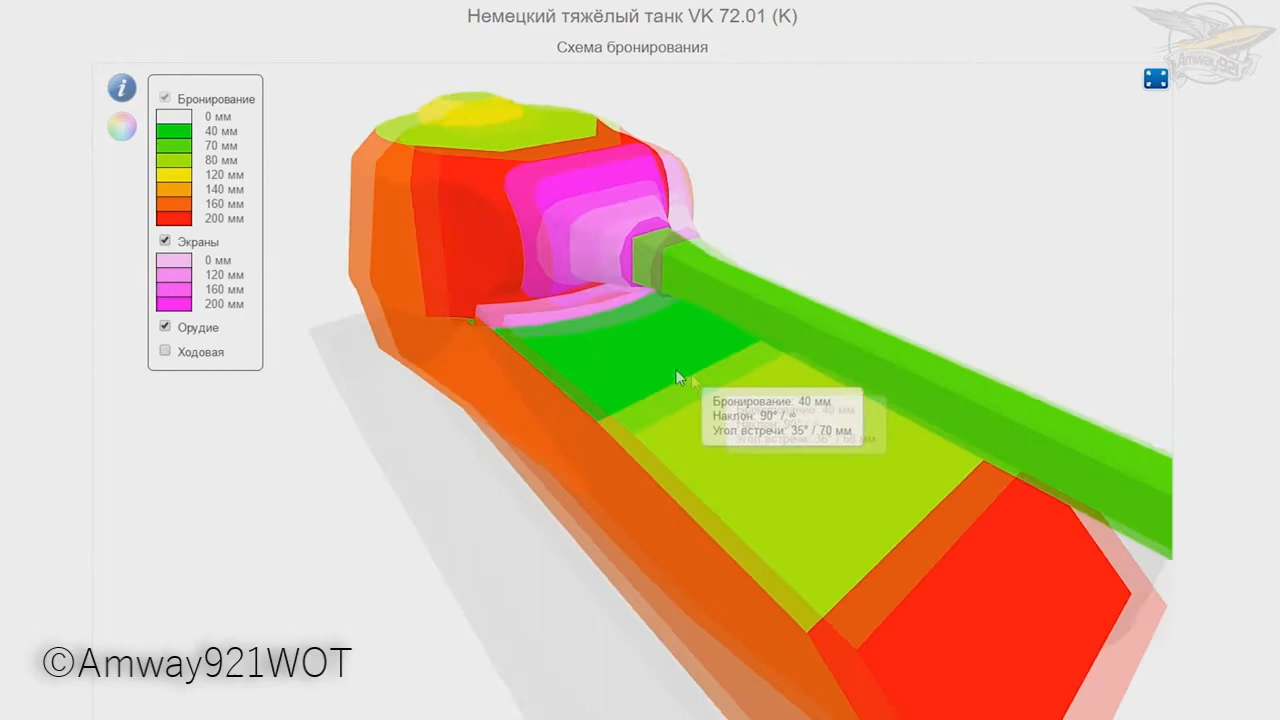 Немецкий тяжёлый танк VK 72.01 (K)
Схема бронирования
Amway921
Бронирование
0 мм
40 мм
70 мм
80 мм
120 мм
140 мм
160 мм
200 мм
Экраны
0 мм
120 мм
160 мм
200 мм
Орудие
Ходовая
Бронирование: 40 мм
Наклон: 90° / ∞
Угол встречи: 35° / 70 мм
©Amway921WOT